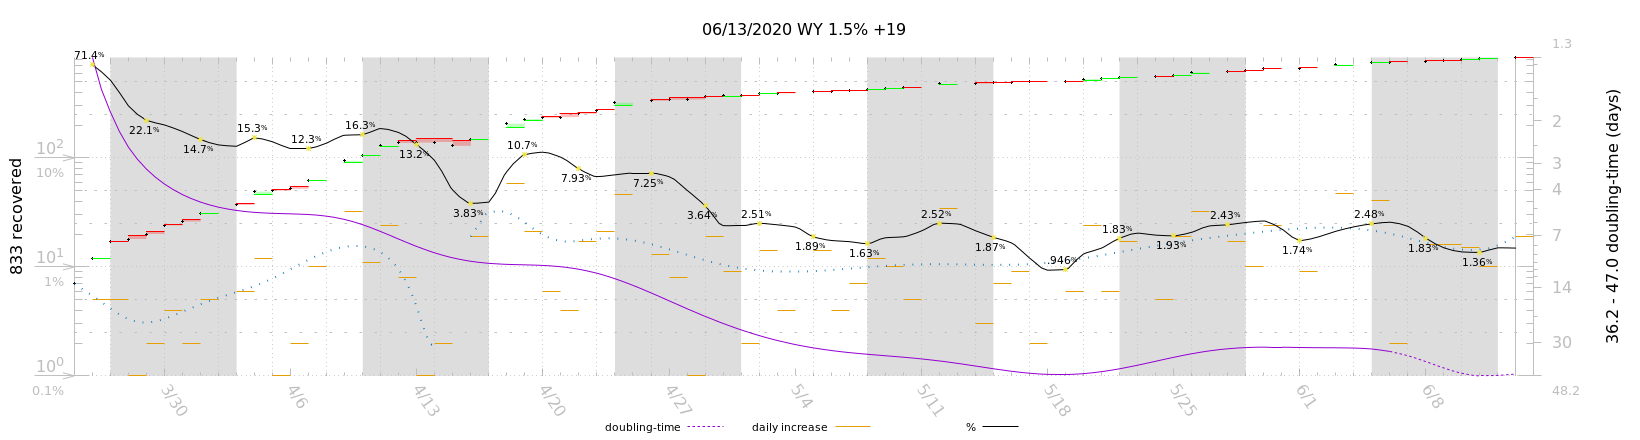 06/13/2020 WY 1.5% +19
833 recovered
10² 10% 10¹ 1% 10⁰ 0.1%
71.4% 22.1% 14.7% 15.3% 12.3% 16.3% 13.2% 3.83% 10.7% 7.93% 7.25% 3.64% 2.51% 1.89% 1.63% 2.52% 1.87% .946% 1.83% 1.93% 2.43% 1.74% 2.48% 1.83% 1.36%
1.3 2 3 4 7 14 30 48.2
36.2 - 47.0 doubling-time (days)
3/30 4/6 4/13 4/20 4/27 5/4 5/11 5/18 5/25 6/1 6/8
doubling-time daily increase %